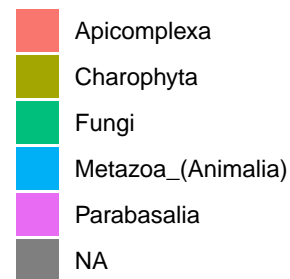 Apicomplexa
Charophyta
Fungi
Metazoa_(Animalia)
Parabasalia
NA